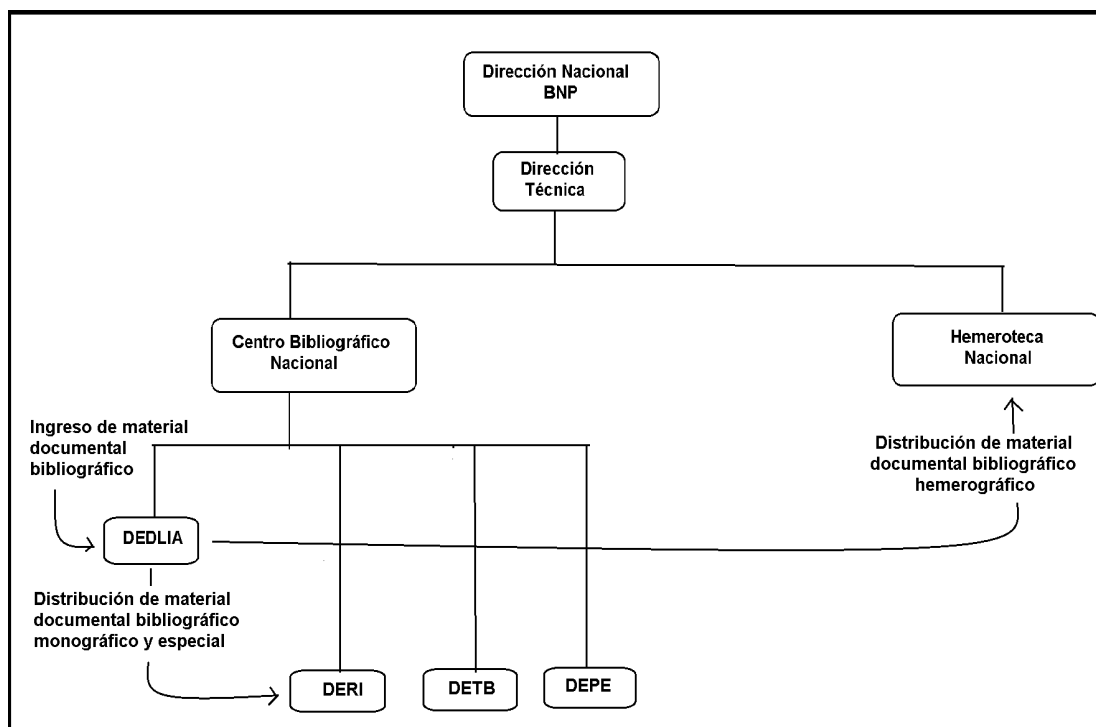 Dirección Nacional
BNP
Dirección
Técnica
Centro Bibliográfico
Nacional
Hemeroteca
Nacional
Ingreso de material
documental
bibliográfico
Distribución de material
documental bibliográfico
hemerográfico
DEDLIA
Distribución de material
documental bibliográfico
monográfico y especial
DERI
DETB
DEPE